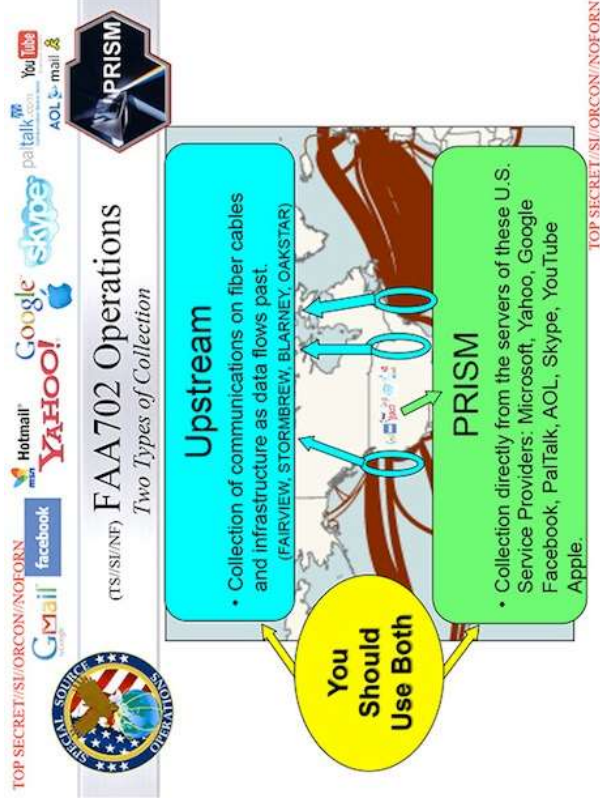 TOP SECRET//SI//ORCON//NOFORN
GMail
by Google
facebook
msn Hotmail
YAHOO!
Google
skype
paltalk.com
YouTube
AOL mail
SPECIAL SOURCE OPERATIONS
(TS//SI//NF) FAA702 Operations
Two Types of Collection
PRISM
Upstream
• Collection of communications on fiber cables
and infrastructure as data flows past.
(FAIRVIEW, STORMBREW, BLARNEY, OAKSTAR)
You
Should
Use Both
PRISM
• Collection directly from the servers of these U.S.
Service Providers: Microsoft, Yahoo, Google
Facebook, PalTalk, AOL, Skype, YouTube
Apple.
TOP SECRET//SI//ORCON//NOFORN